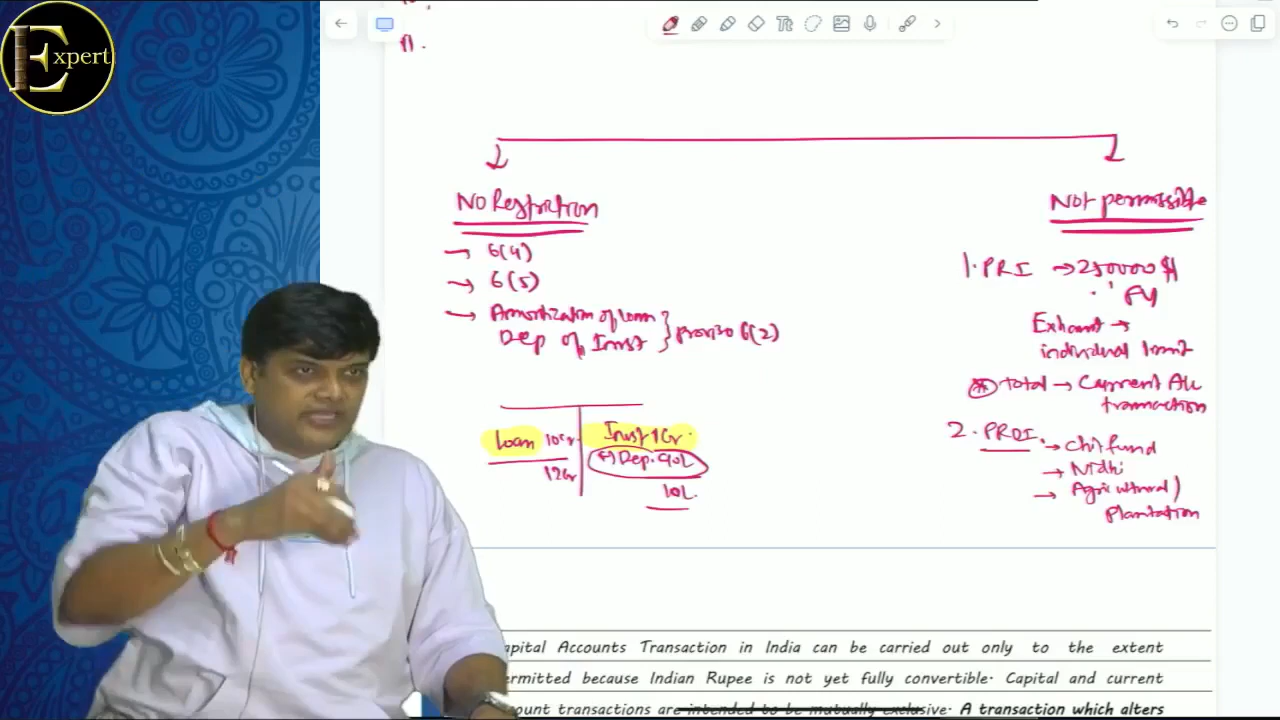 Expert
11.
No Restriction
→ 6(4)
→ 6(5)
→ Amortization of loan
Dep of Invst } proviso 6(2)
Loan 10cr
12cr
Invst 1cr.
(-) Dep. 90L
10L.
Not permissible
1. PRI → 250000 $
FY
Exhaust →
individual limit
* total → Current A/c
transaction
2. PROI. → Chit fund
→ Nidhi
→ Agricultural /
Plantation
apital Accounts Transaction in India can be carried out only to the extent
ermitted because Indian Rupee is not yet fully convertible. Capital and current
ount transactions are intended to be mutually exclusive. A transaction which alters